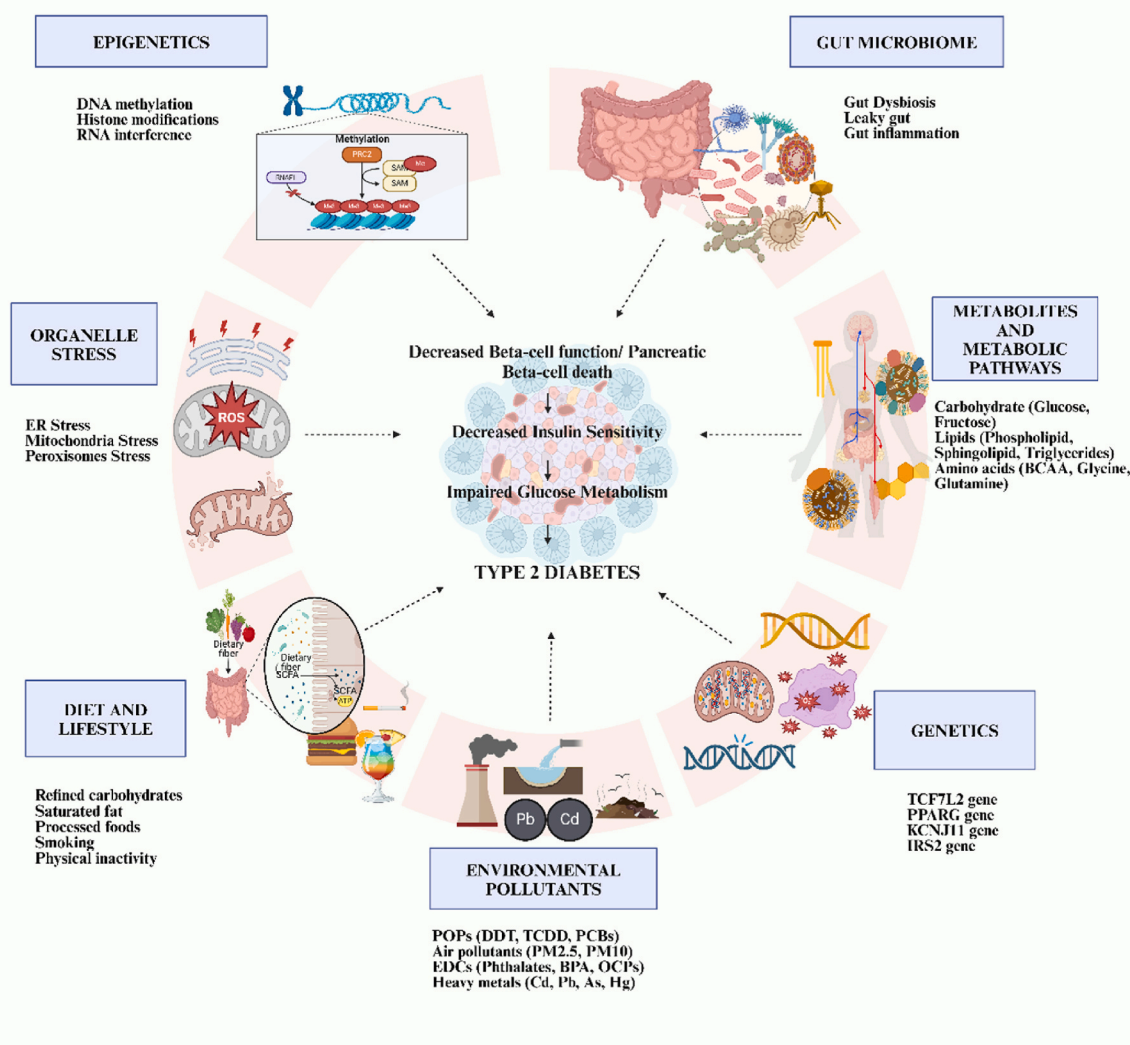 EPIGENETICS
DNA methylation
Histone modifications
RNA interference
Methylation
PRC2
SAM
Me
SAM
RNAPI
Me3 Me3 Me3 Me3
GUT MICROBIOME
Gut Dysbiosis
Leaky gut
Gut inflammation
ORGANELLE
STRESS
ER Stress
Mitochondria Stress
Peroxisomes Stress
ROS
Decreased Beta-cell function/ Pancreatic
Beta-cell death
Decreased Insulin Sensitivity
Impaired Glucose Metabolism
TYPE 2 DIABETES
METABOLITES
AND
METABOLIC
PATHWAYS
Carbohydrate (Glucose,
Fructose)
Lipids (Phospholipid,
Sphingolipid, Triglycerides)
Amino acids (BCAA, Glycine,
Glutamine)
DIET AND
LIFESTYLE
Refined carbohydrates
Saturated fat
Processed foods
Smoking
Physical inactivity
Dietary
fiber
Dietary
fiber
SCFA
SCFA
ATP
Pb
Cd
ENVIRONMENTAL
POLLUTANTS
POPs (DDT, TCDD, PCBs)
Air pollutants (PM2.5, PM10)
EDCs (Phthalates, BPA, OCPs)
Heavy metals (Cd, Pb, As, Hg)
GENETICS
TCF7L2 gene
PPARG gene
KCNJ11 gene
IRS2 gene